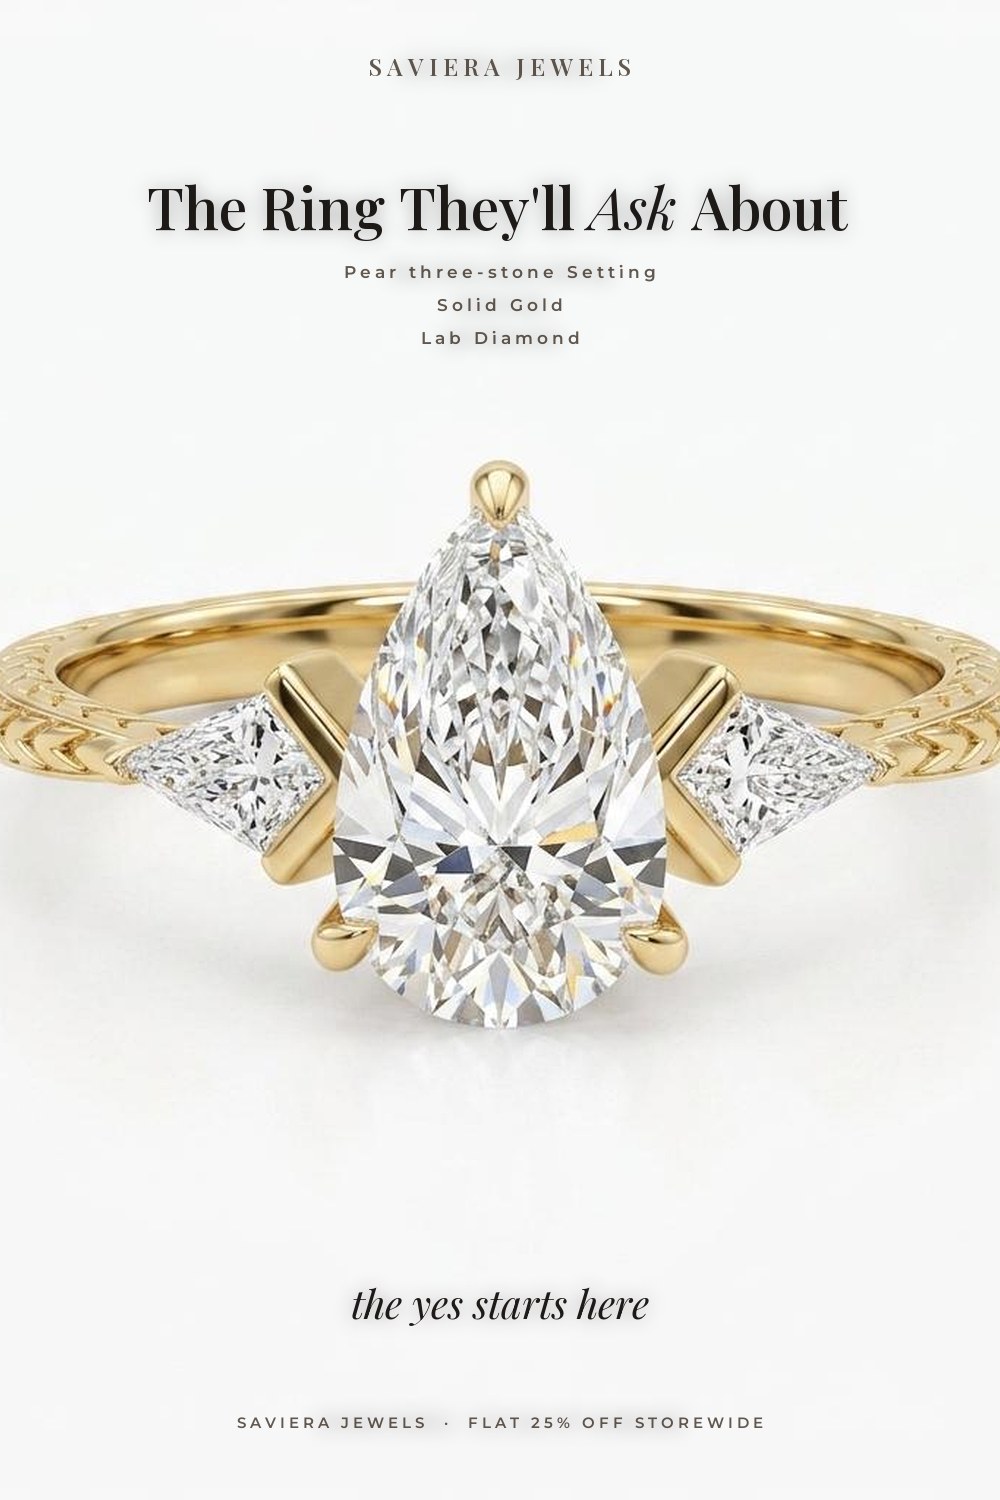 SAVIERA JEWELS
The Ring They'll Ask About
Pear three-stone Setting
Solid Gold
Lab Diamond
the yes starts here
SAVIERA JEWELS · FLAT 25% OFF STOREWIDE